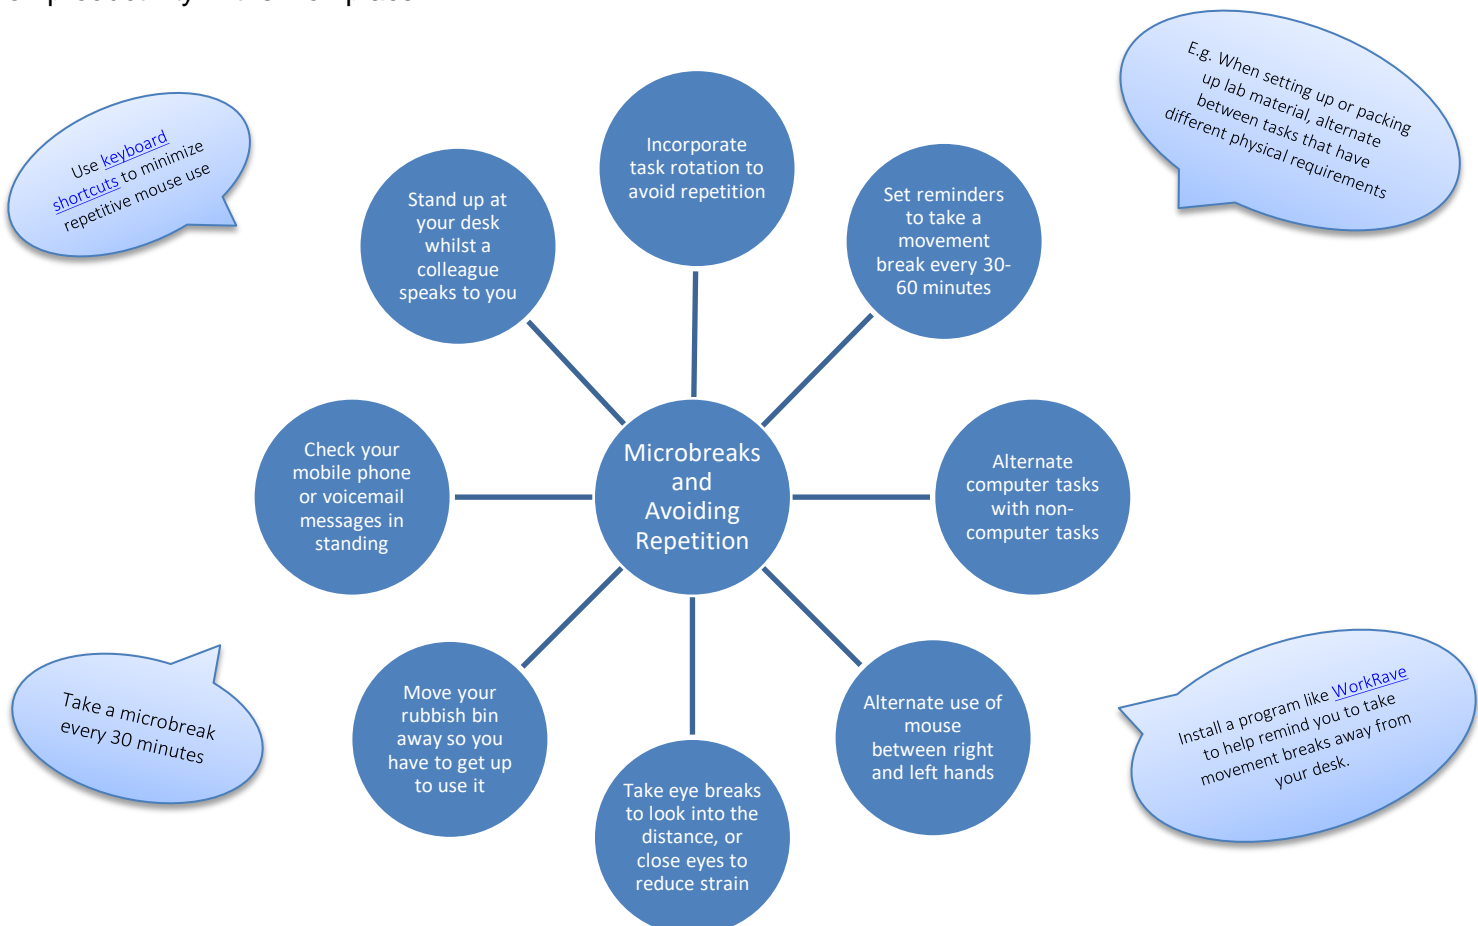 Use keyboard
shortcuts to minimize
repetitive mouse use
E.g. When setting up or packing
up lab material, alternate
between tasks that have
different physical requirements
Incorporate
task rotation to
avoid repetition
Set reminders
to take a
movement
break every 30-
60 minutes
Stand up at
your desk
whilst a
colleague
speaks to you
Check your
mobile phone
or voicemail
messages in
standing
Microbreaks
and
Avoiding
Repetition
Alternate
computer tasks
with non-
computer tasks
Take a microbreak
every 30 minutes
Move your
rubbish bin
away so you
have to get up
to use it
Take eye breaks
to look into the
distance, or
close eyes to
reduce strain
Alternate use of
mouse
between right
and left hands
Install a program like WorkRave
to help remind you to take
movement breaks away from
your desk.